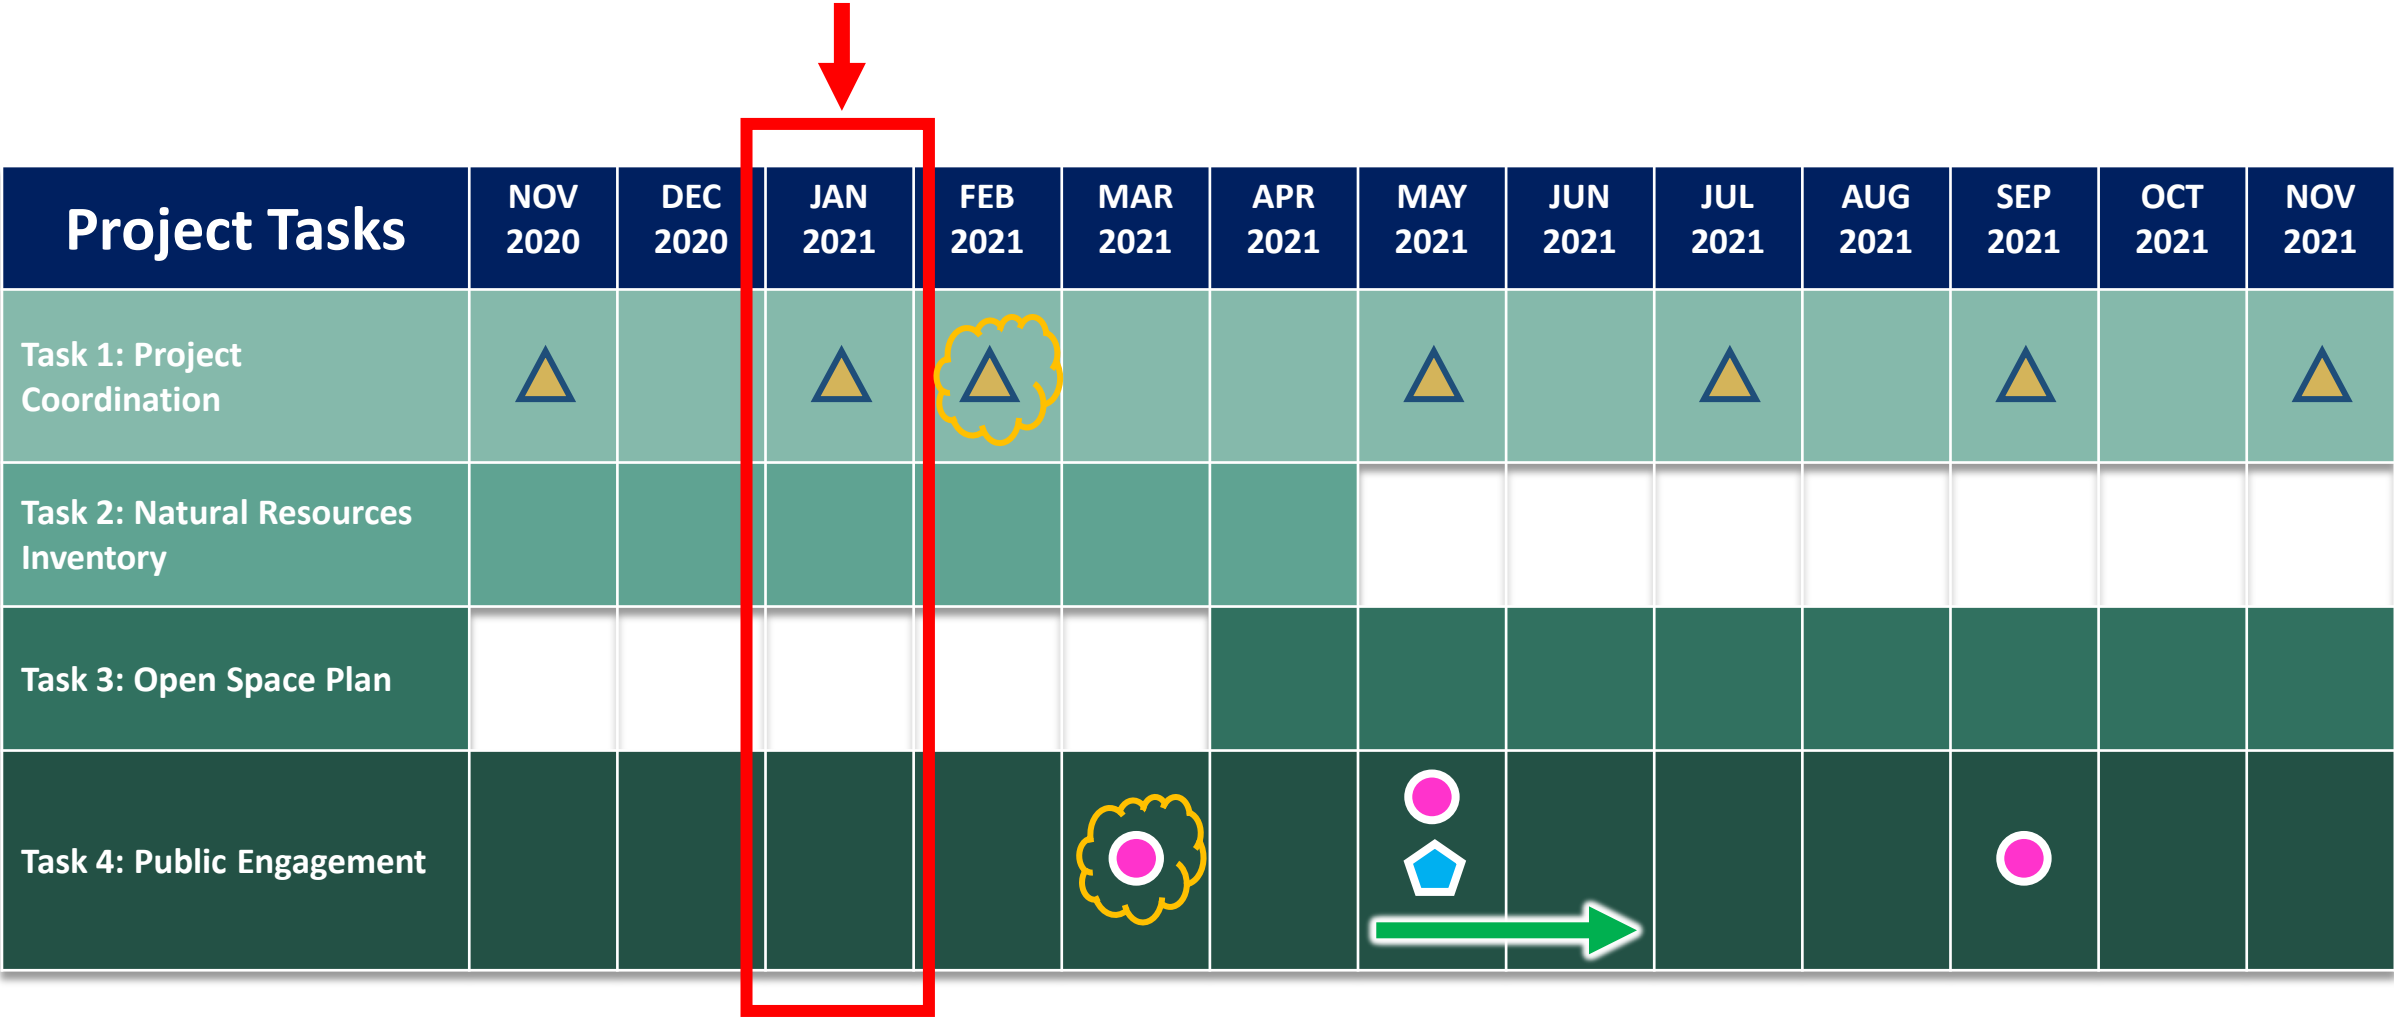 Project Tasks
NOV
2020
DEC
2020
JAN
2021
FEB
2021
MAR
2021
APR
2021
MAY
2021
JUN
2021
JUL
2021
AUG
2021
SEP
2021
OCT
2021
NOV
2021
Task 1: Project
Coordination
Task 2: Natural Resources
Inventory
Task 3: Open Space Plan
Task 4: Public Engagement